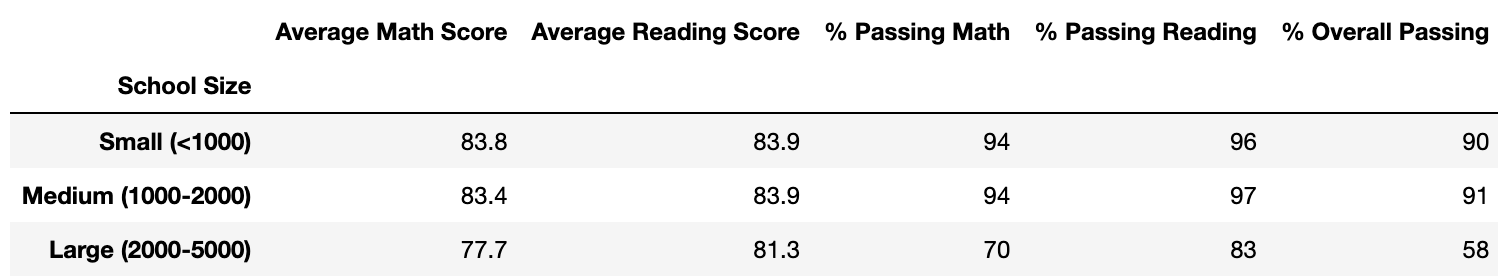 Average Math Score Average Reading Score % Passing Math % Passing Reading % Overall Passing
School Size
Small (<1000) 83.8 83.9 94 96 90
Medium (1000-2000) 83.4 83.9 94 97 91
Large (2000-5000) 77.7 81.3 70 83 58